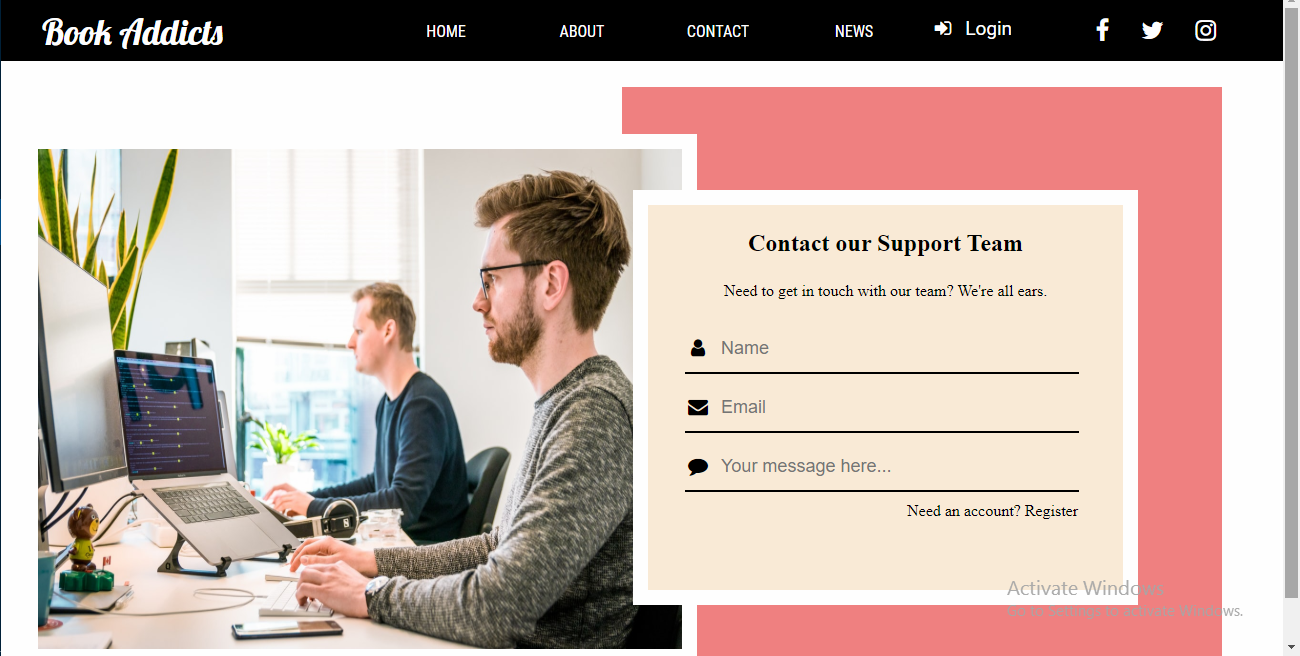 Book Addicts
HOME ABOUT CONTACT NEWS Login
Contact our Support Team
Need to get in touch with our team? We're all ears.
Name
Email
Your message here...
Need an account? Register
Activate Windows
Go to Settings to activate Windows.